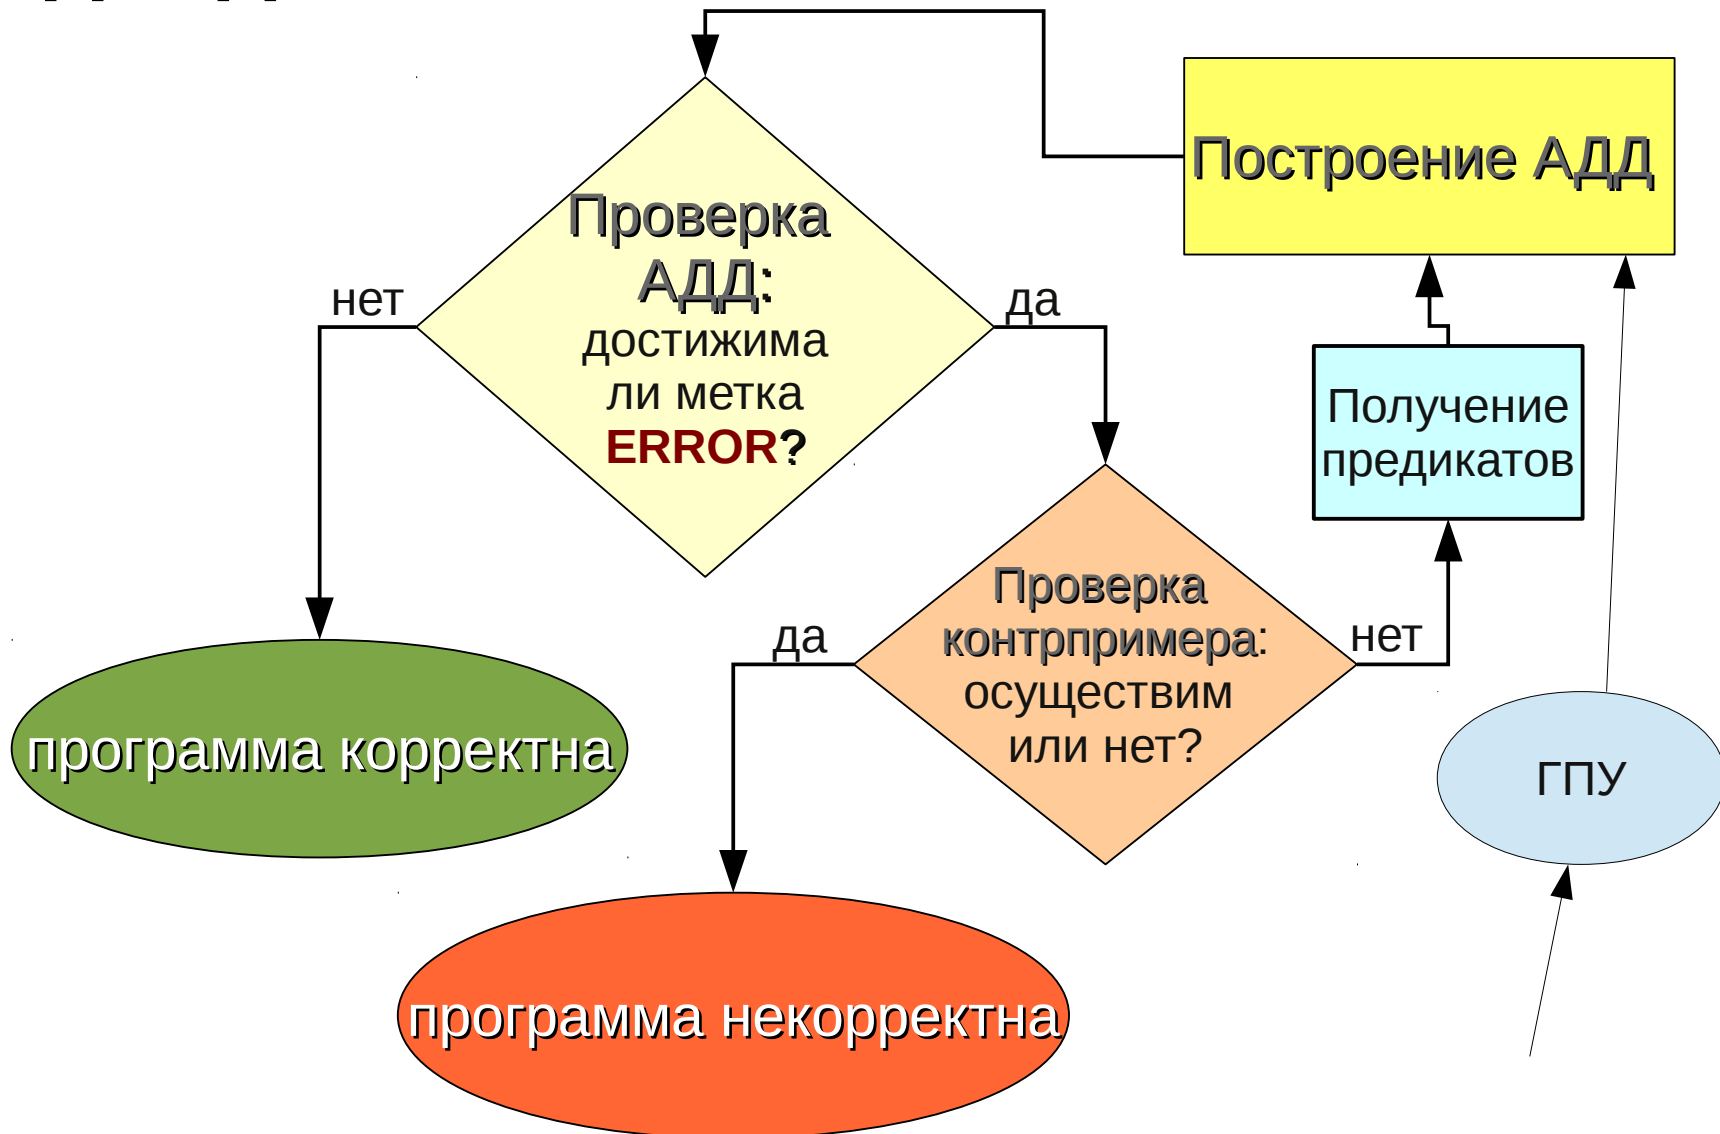 Построение АДД
Проверка
АДД:
достижима
ли метка
ERROR?
нет
да
Получение
предикатов
Проверка
контрпримера:
осуществим
или нет?
да
нет
программа корректна
ГПУ
программа некорректна